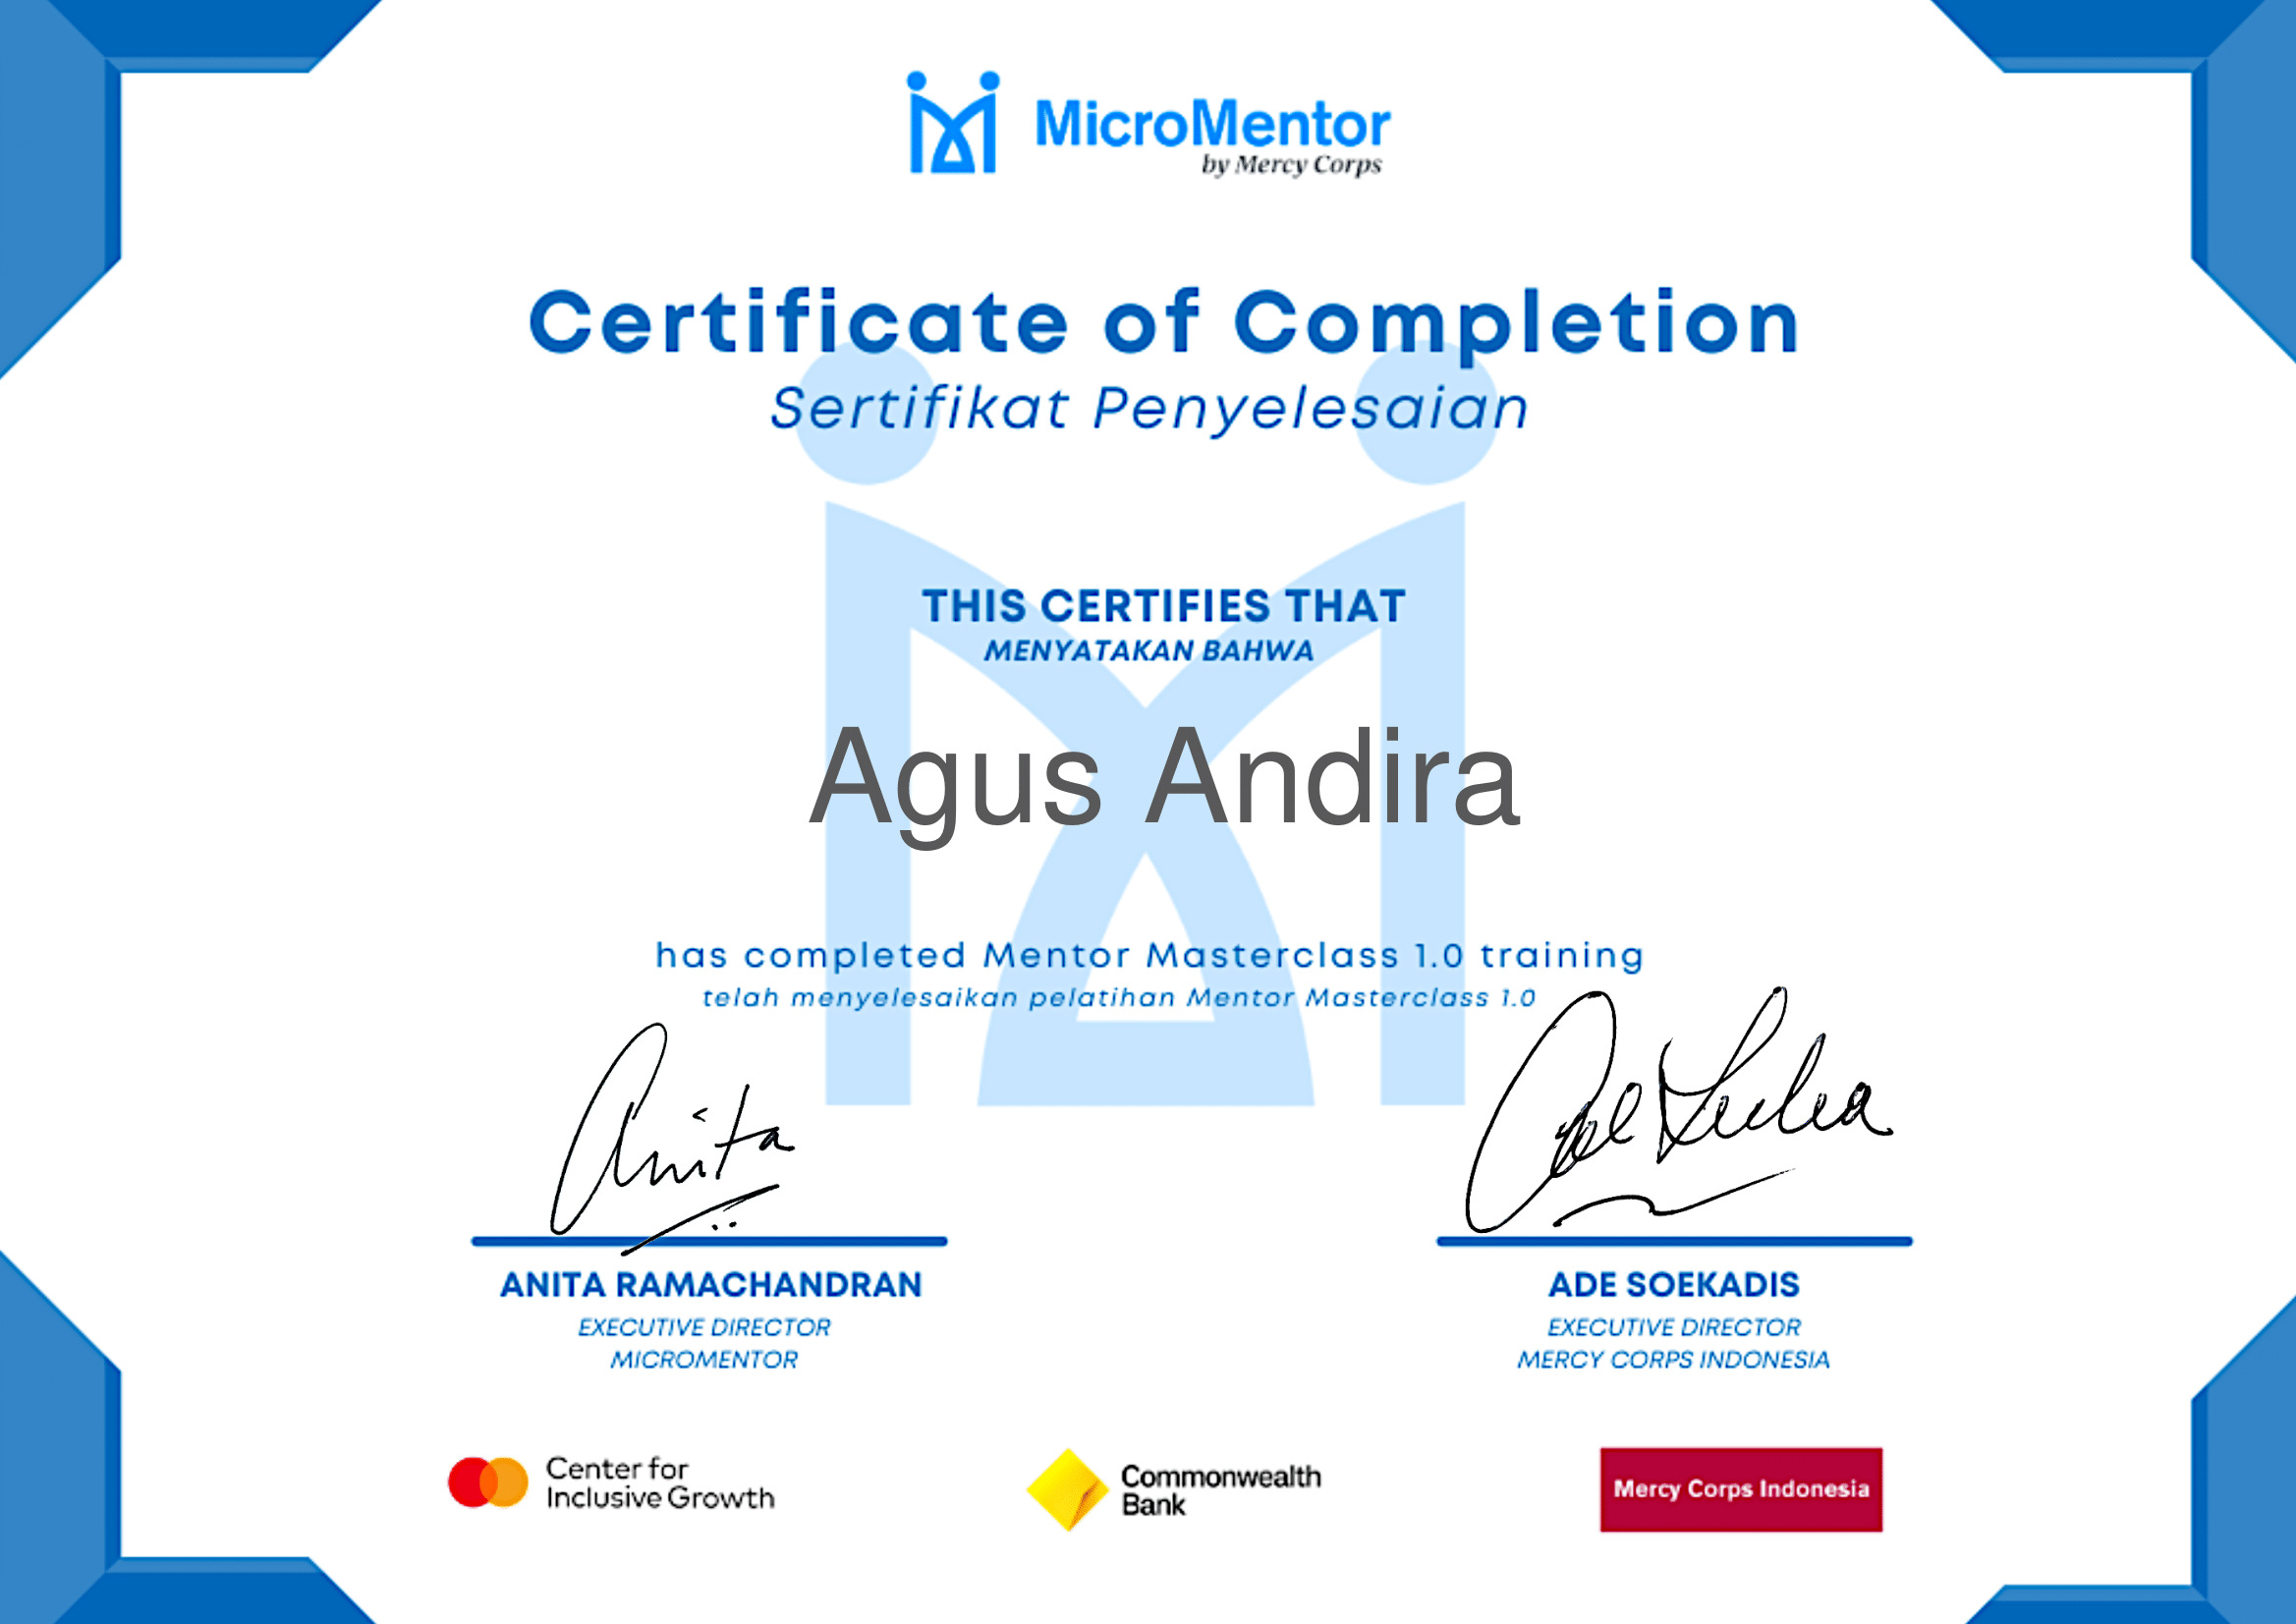 MicroMentor
by Mercy Corps
Certificate of Completion
Sertifikat Penyelesaian
THIS CERTIFIES THAT
MENYATAKAN BAHWA
Agus Andira
has completed Mentor Masterclass 1.0 training
telah menyelesaikan pelatihan Mentor Masterclass 1.0
Anita
ANITA RAMACHANDRAN
EXECUTIVE DIRECTOR
MICROMENTOR
ADE SOEKADIS
EXECUTIVE DIRECTOR
MERCY CORPS INDONESIA
Center for
Inclusive Growth
Commonwealth
Bank
Mercy Corps Indonesia